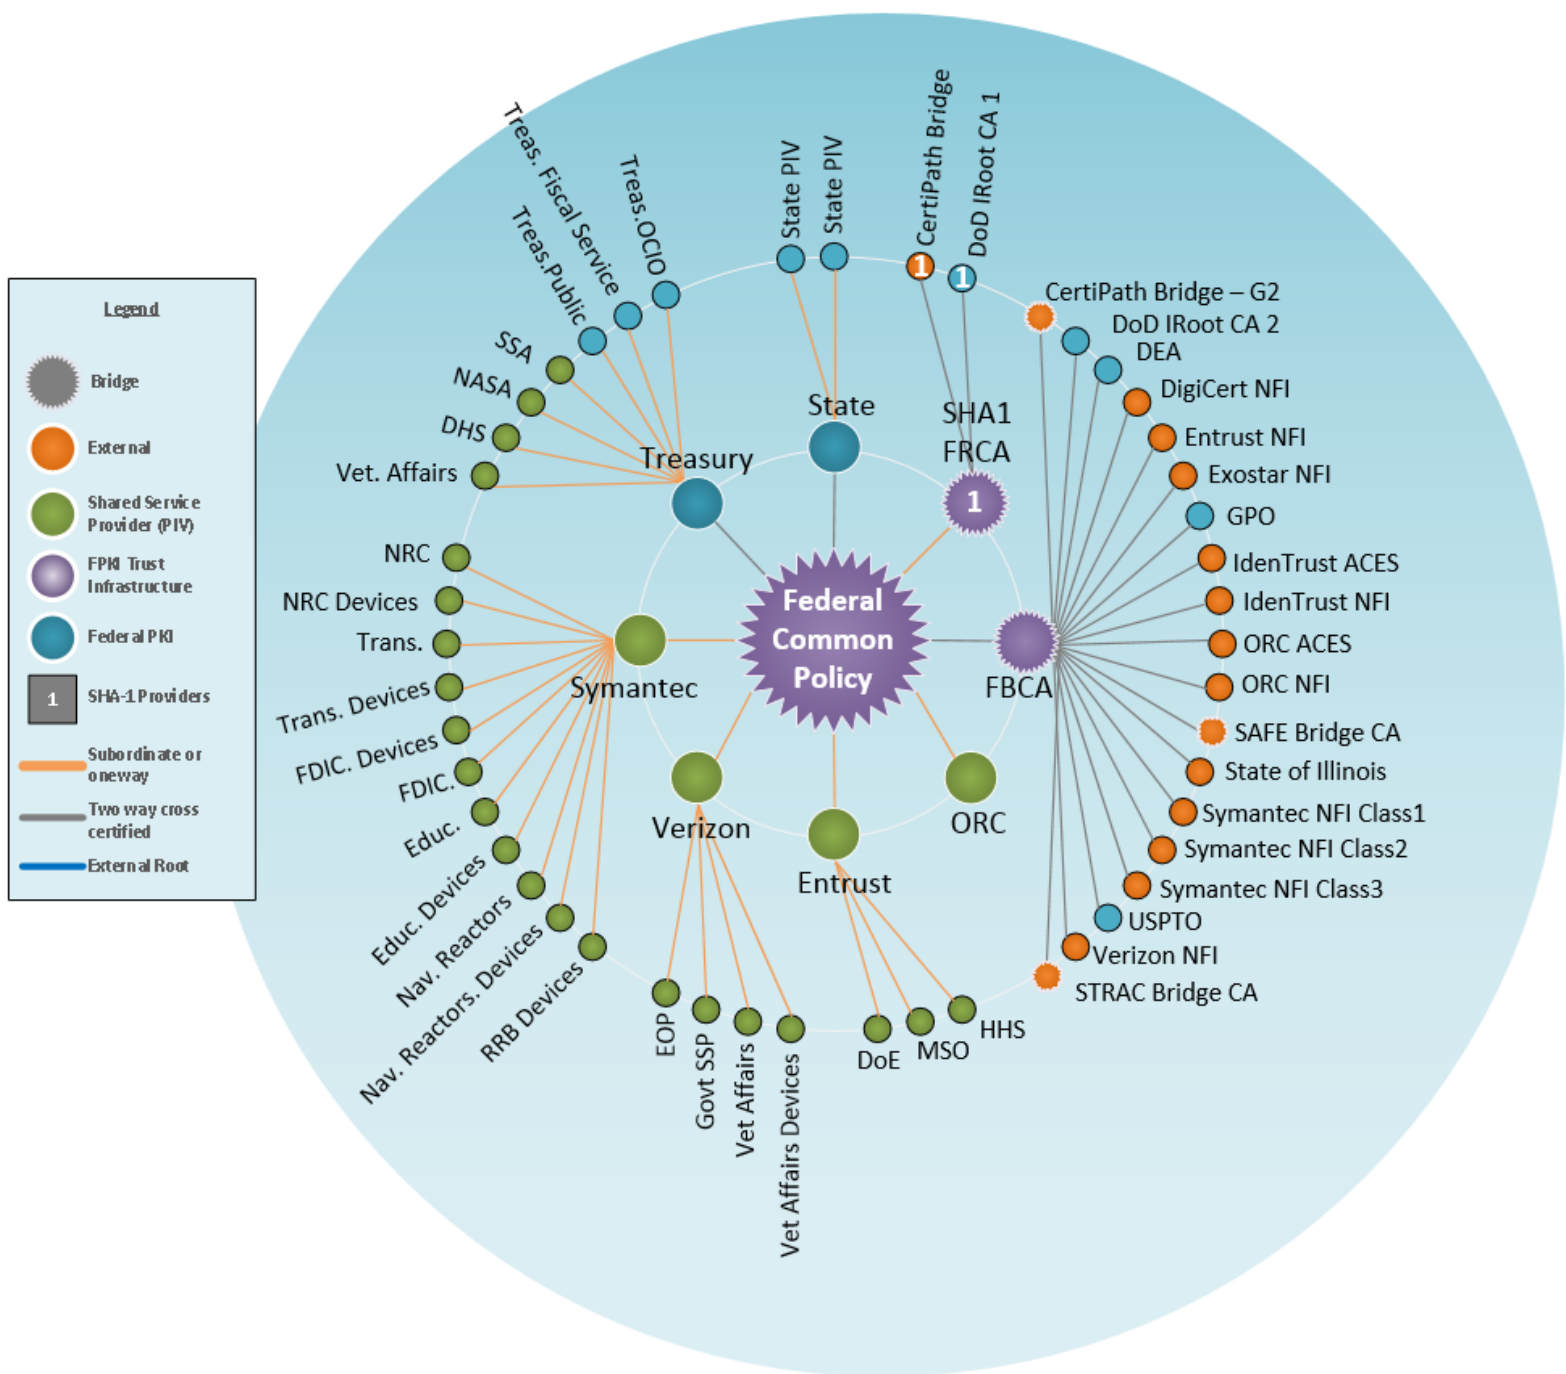 Legend
Bridge
External
Shared Service
Provider (PIV)
FPKI Trust
Infrastructure
Federal PKI
1
SHA-1 Providers
Subordinate or
oneway
Two way cross
certified
External Root
Federal
Common
Policy
State
State PIV
State PIV
SHA1
FRCA
1
CertiPath Bridge
1
DoD IRoot CA 1
1
FBCA
CertiPath Bridge – G2
DoD IRoot CA 2
DEA
DigiCert NFI
Entrust NFI
Exostar NFI
GPO
IdenTrust ACES
IdenTrust NFI
ORC ACES
ORC NFI
SAFE Bridge CA
State of Illinois
Symantec NFI Class1
Symantec NFI Class2
Symantec NFI Class3
USPTO
Verizon NFI
STRAC Bridge CA
ORC
Entrust
HHS
MSO
DoE
Verizon
Vet Affairs Devices
Vet Affairs
Govt SSP
EOP
Symantec
RRB Devices
Nav. Reactors. Devices
Nav. Reactors
Educ. Devices
Educ.
FDIC.
FDIC. Devices
Trans. Devices
Trans.
NRC Devices
NRC
Treasury
Vet. Affairs
DHS
NASA
SSA
Treas.Public
Treas. Fiscal Service
Treas.OCIO